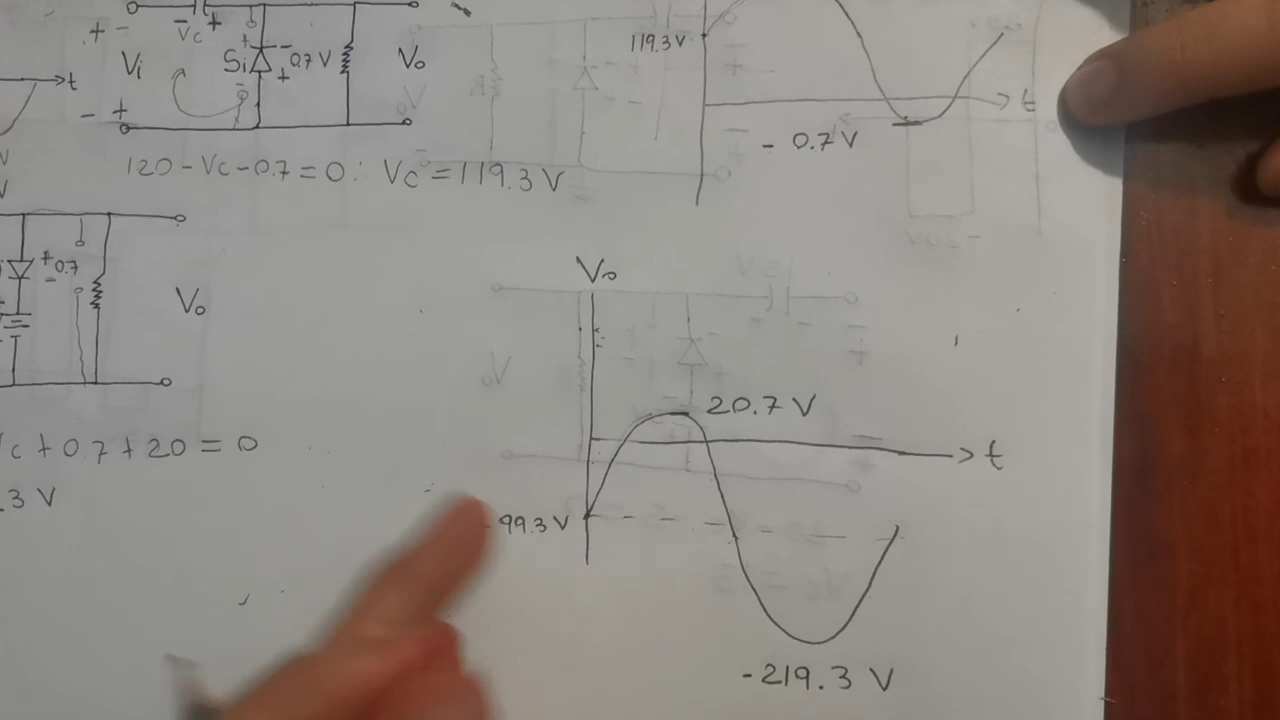 + -
- Vc +
+
Vi
Si
-
0.7 V
+
Vo
- +
t
120 - Vc - 0.7 = 0 ∴ Vc = 119.3 V
119.3 V
t
- 0.7 V
+ 0.7
-
Vo
Vc + 0.7 + 20 = 0
.3 V
Vo
20.7 V
t
- 99.3 V
-219.3 V